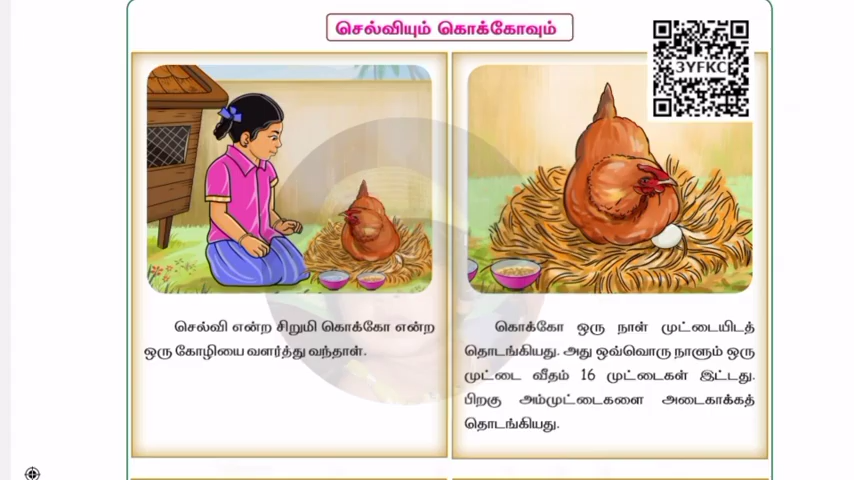 செல்வியும் கொக்கோவும்
3YFKC
செல்வி என்ற சிறுமி கொக்கோ என்ற
ஒரு கோழியை வளர்த்து வந்தாள்.
கொக்கோ ஒரு நாள் முட்டையிடத்
தொடங்கியது. அது ஒவ்வொரு நாளும் ஒரு
முட்டை வீதம் 16 முட்டைகள் இட்டது.
பிறகு அம்முட்டைகளை அடைகாக்கத்
தொடங்கியது.